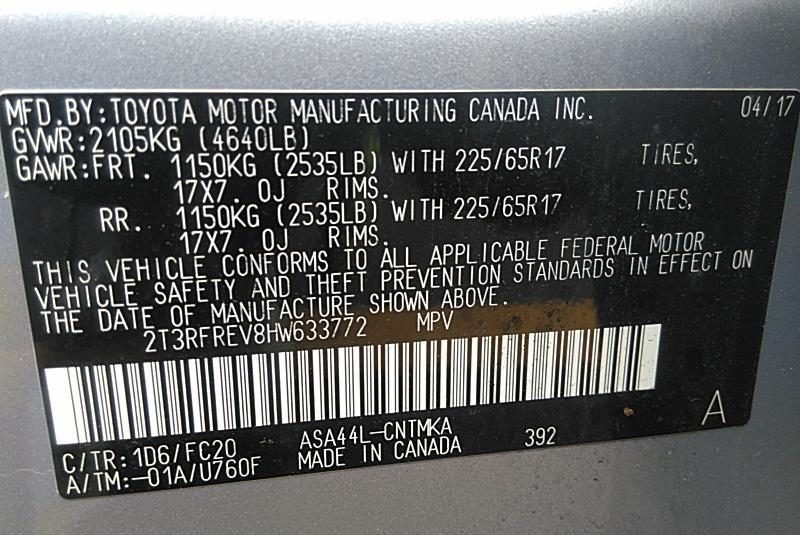 MFD.BY:TOYOTA MOTOR MANUFACTURING CANADA INC. 04/17
GVWR:2105KG (4640LB)
GAWR:FRT. 1150KG (2535LB) WITH 225/65R17 TIRES,
17X7.0J RIMS.
RR. 1150KG (2535LB) WITH 225/65R17 TIRES,
17X7.0J RIMS.
THIS VEHICLE CONFORMS TO ALL APPLICABLE FEDERAL MOTOR
VEHICLE SAFETY AND THEFT PREVENTION STANDARDS IN EFFECT ON
THE DATE OF MANUFACTURE SHOWN ABOVE.
2T3RFREV8HW633772 MPV
A
C/TR:1D6/FC20 ASA44L-CNTMKA 392
A/TM:-01A/U760F MADE IN CANADA